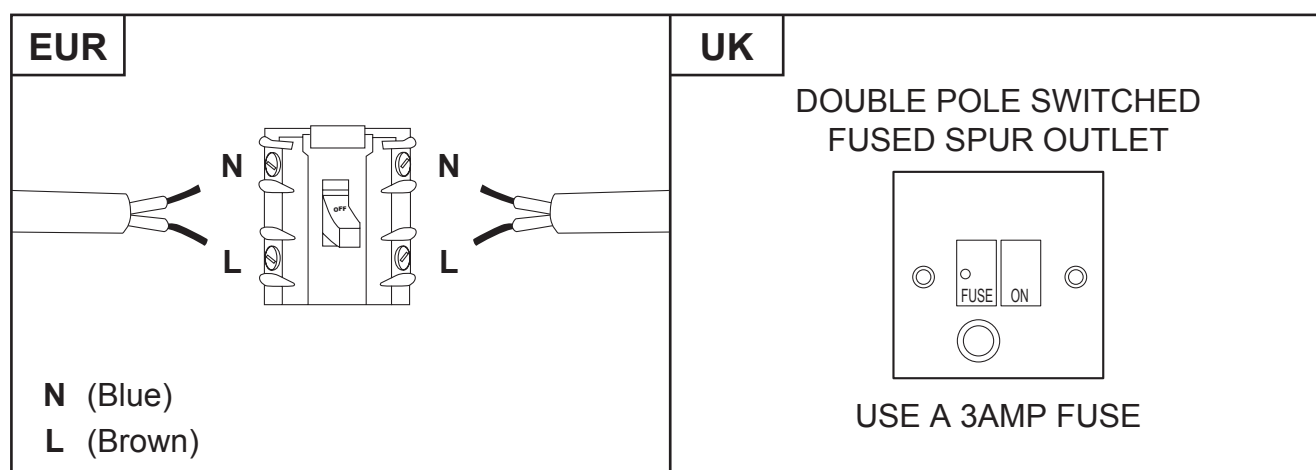 EUR
N
N
OFF
L
L
N (Blue)
L (Brown)
UK
DOUBLE POLE SWITCHED
FUSED SPUR OUTLET
FUSE ON
USE A 3AMP FUSE